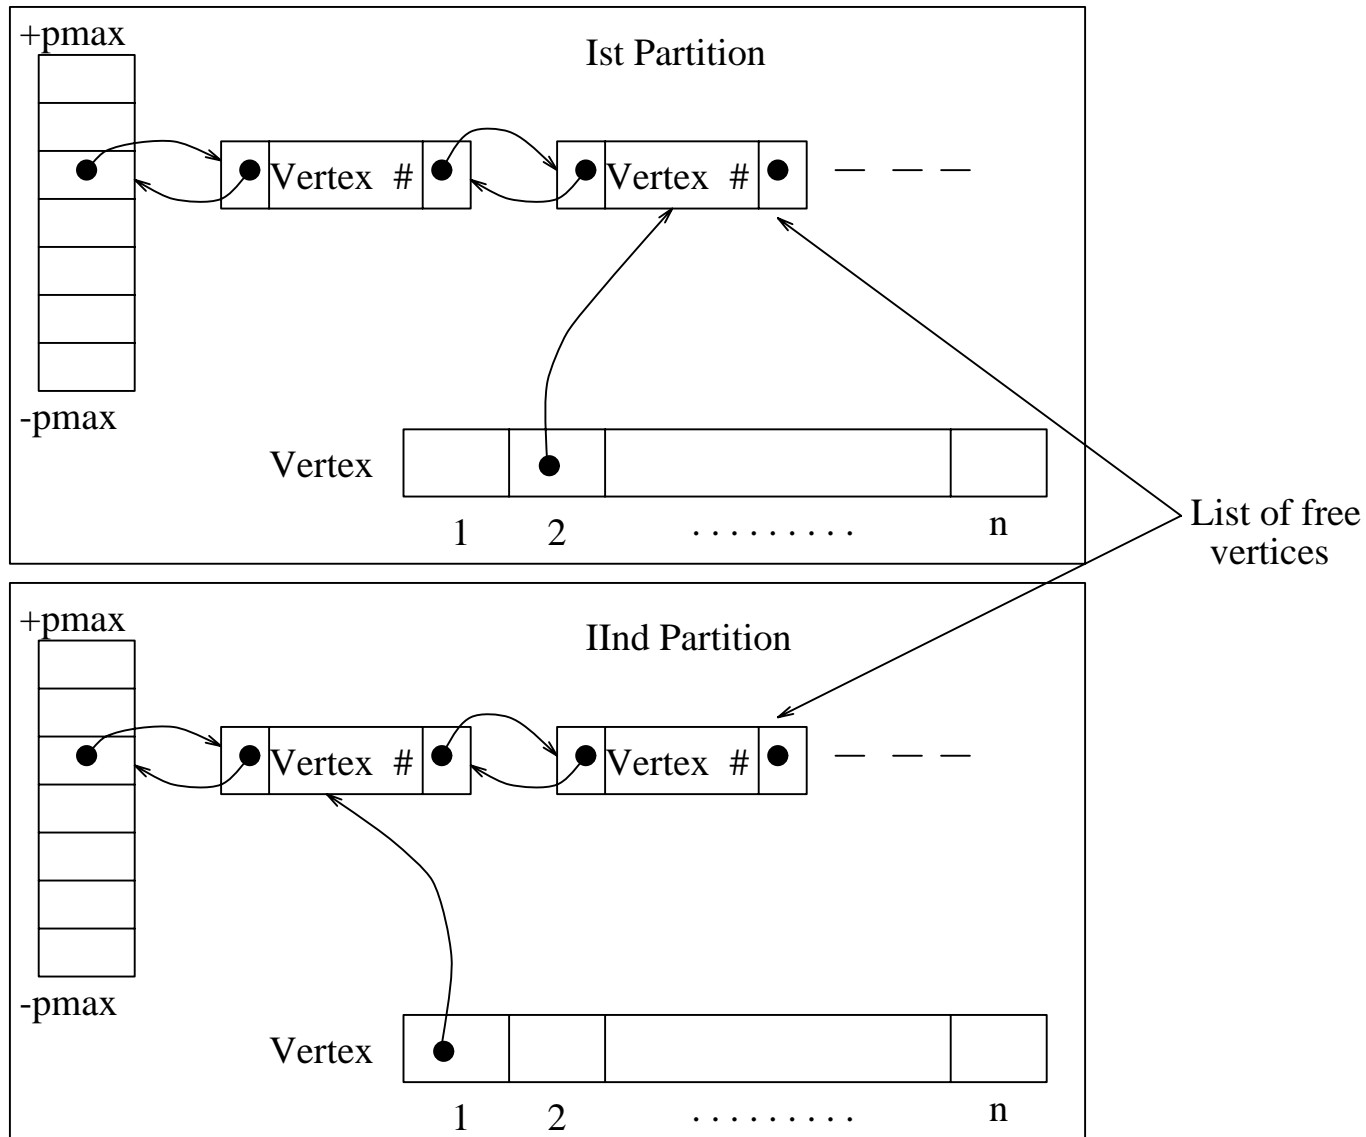 +pmax
Ist Partition
Vertex #
Vertex #
-pmax
Vertex
1 2 . . . . . . . . . n
List of free
vertices
+pmax
IInd Partition
Vertex #
Vertex #
-pmax
Vertex
1 2 . . . . . . . . . n